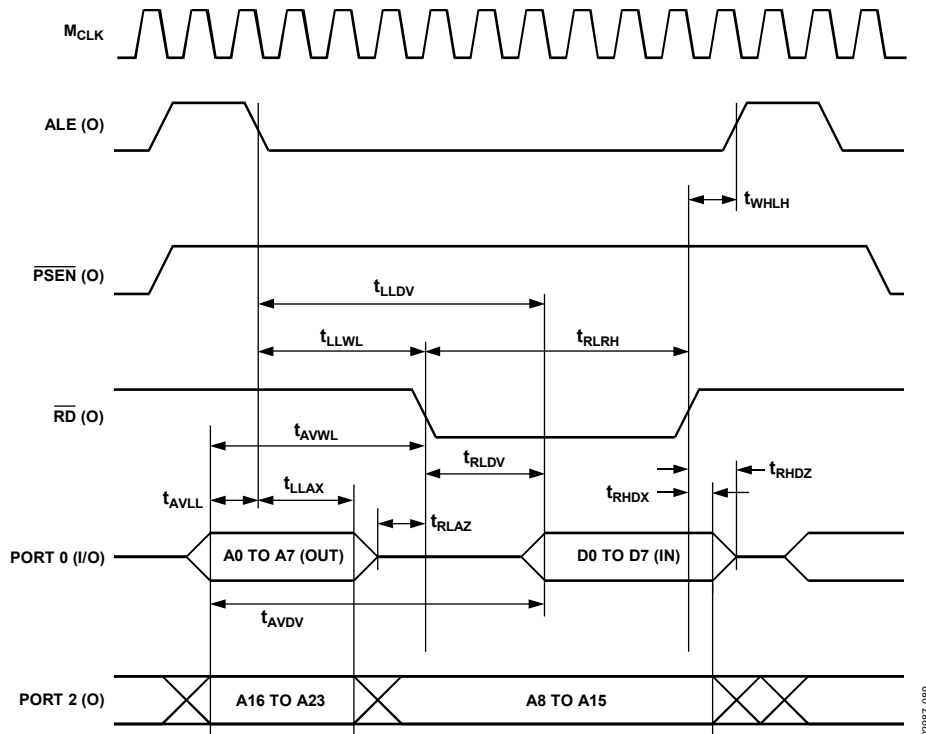 MCLK
ALE (O)
tWHLH
PSEN (O)
tLLDV
tLLWL
tRLRH
RD (O)
tAVWL
tRLDV
tRHDZ
tAVLL
tLLAX
tRHDX
tRLAZ
PORT 0 (I/O)
A0 TO A7 (OUT)
D0 TO D7 (IN)
tAVDV
PORT 2 (O)
A16 TO A23
A8 TO A15